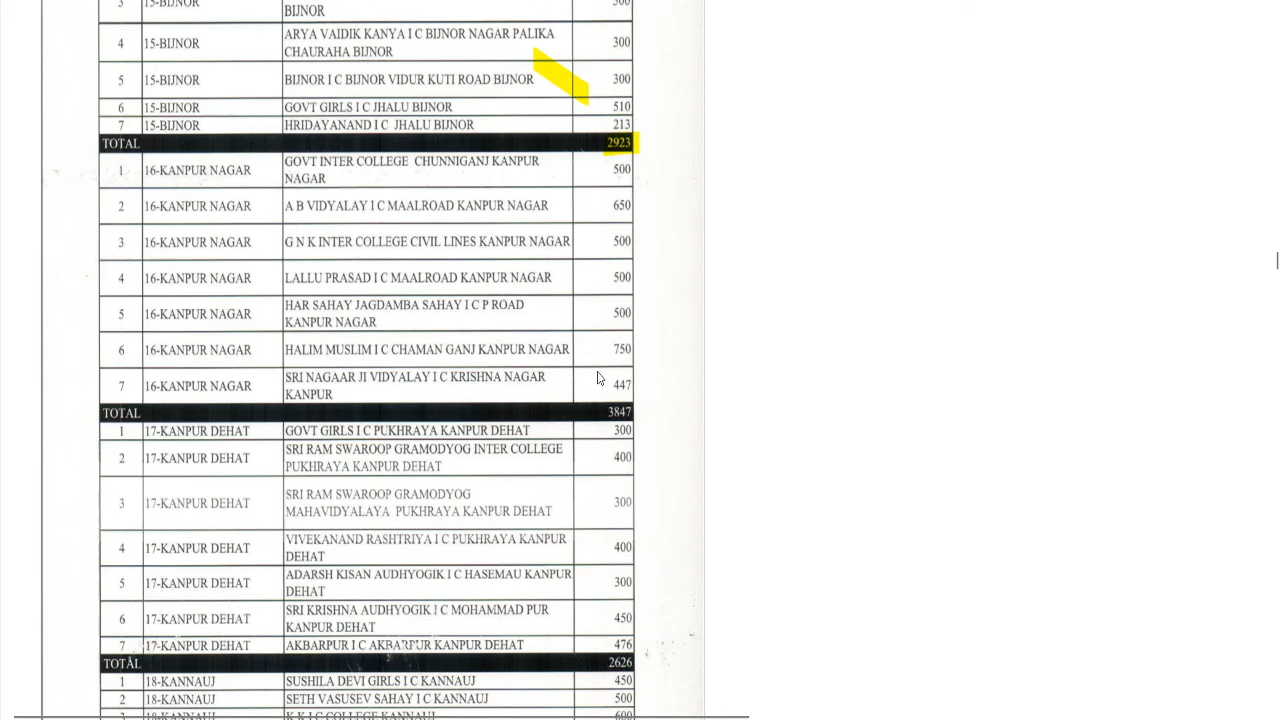 3 15-BIJNOR 500
BIJNOR
4 15-BIJNOR ARYA VAIDIK KANYA I C BIJNOR NAGAR PALIKA 300
CHAURAHA BIJNOR
5 15-BIJNOR BIJNOR I C BIJNOR VIDUR KUTI ROAD BIJNOR 300
6 15-BIJNOR GOVT GIRLS I C JHALU BIJNOR 510
7 15-BIJNOR HRIDAYANAND I C JHALU BIJNOR 213
TOTAL 2923
1 16-KANPUR NAGAR GOVT INTER COLLEGE CHUNNIGANJ KANPUR 500
NAGAR
2 16-KANPUR NAGAR A B VIDYALAY I C MAALROAD KANPUR NAGAR 650
3 16-KANPUR NAGAR G N K INTER COLLEGE CIVIL LINES KANPUR NAGAR 500
4 16-KANPUR NAGAR LALLU PRASAD I C MAALROAD KANPUR NAGAR 500
5 16-KANPUR NAGAR HAR SAHAY JAGDAMBA SAHAY I C P ROAD 500
KANPUR NAGAR
6 16-KANPUR NAGAR HALIM MUSLIM I C CHAMAN GANJ KANPUR NAGAR 750
7 16-KANPUR NAGAR SRI NAGAAR JI VIDYALAY I C KRISHNA NAGAR 447
KANPUR
TOTAL 3847
1 17-KANPUR DEHAT GOVT GIRLS I C PUKHRAYA KANPUR DEHAT 300
2 17-KANPUR DEHAT SRI RAM SWAROOP GRAMODYOG INTER COLLEGE 400
PUKHRAYA KANPUR DEHAT
3 17-KANPUR DEHAT SRI RAM SWAROOP GRAMODYOG 300
MAHAVIDYALAYA PUKHRAYA KANPUR DEHAT
4 17-KANPUR DEHAT VIVEKANAND RASHTRIYA I C PUKHRAYA KANPUR 400
DEHAT
5 17-KANPUR DEHAT ADARSH KISAN AUDHYOGIK I C HASEMAU KANPUR 300
DEHAT
6 17-KANPUR DEHAT SRI KRISHNA AUDHYOGIK I C MOHAMMAD PUR 450
KANPUR DEHAT
7 17-KANPUR DEHAT AKBARPUR I C AKBARPUR KANPUR DEHAT 476
TOTAL 2626
1 18-KANNAUJ SUSHILA DEVI GIRLS I C KANNAUJ 450
2 18-KANNAUJ SETH VASUSEV SAHAY I C KANNAUJ 500
3 18-KANNAUJ K K I C COLLEGE KANNAUJ 600